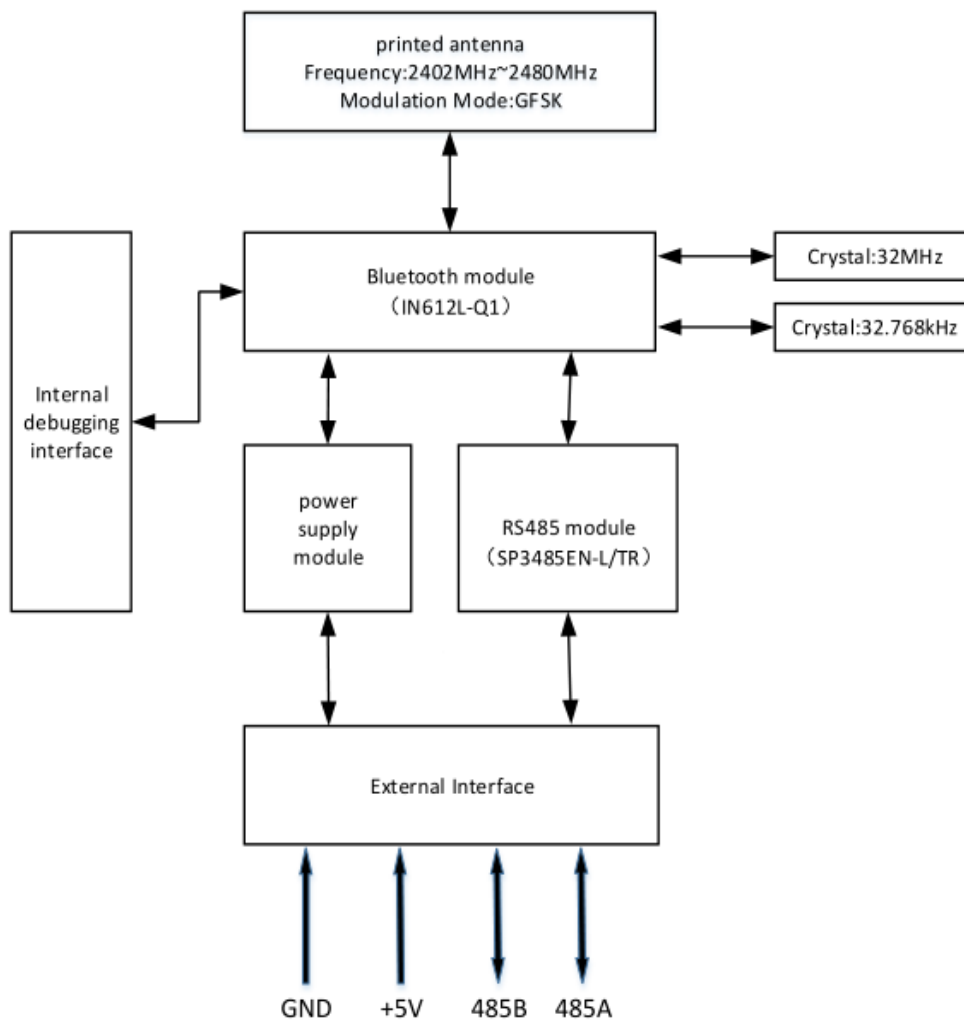 printed antenna
Frequency:2402MHz~2480MHz
Modulation Mode:GFSK
Bluetooth module
（IN612L-Q1）
Crystal:32MHz
Crystal:32.768kHz
Internal
debugging
interface
power
supply
module
RS485 module
（SP3485EN-L/TR）
External Interface
GND
+5V
485B
485A